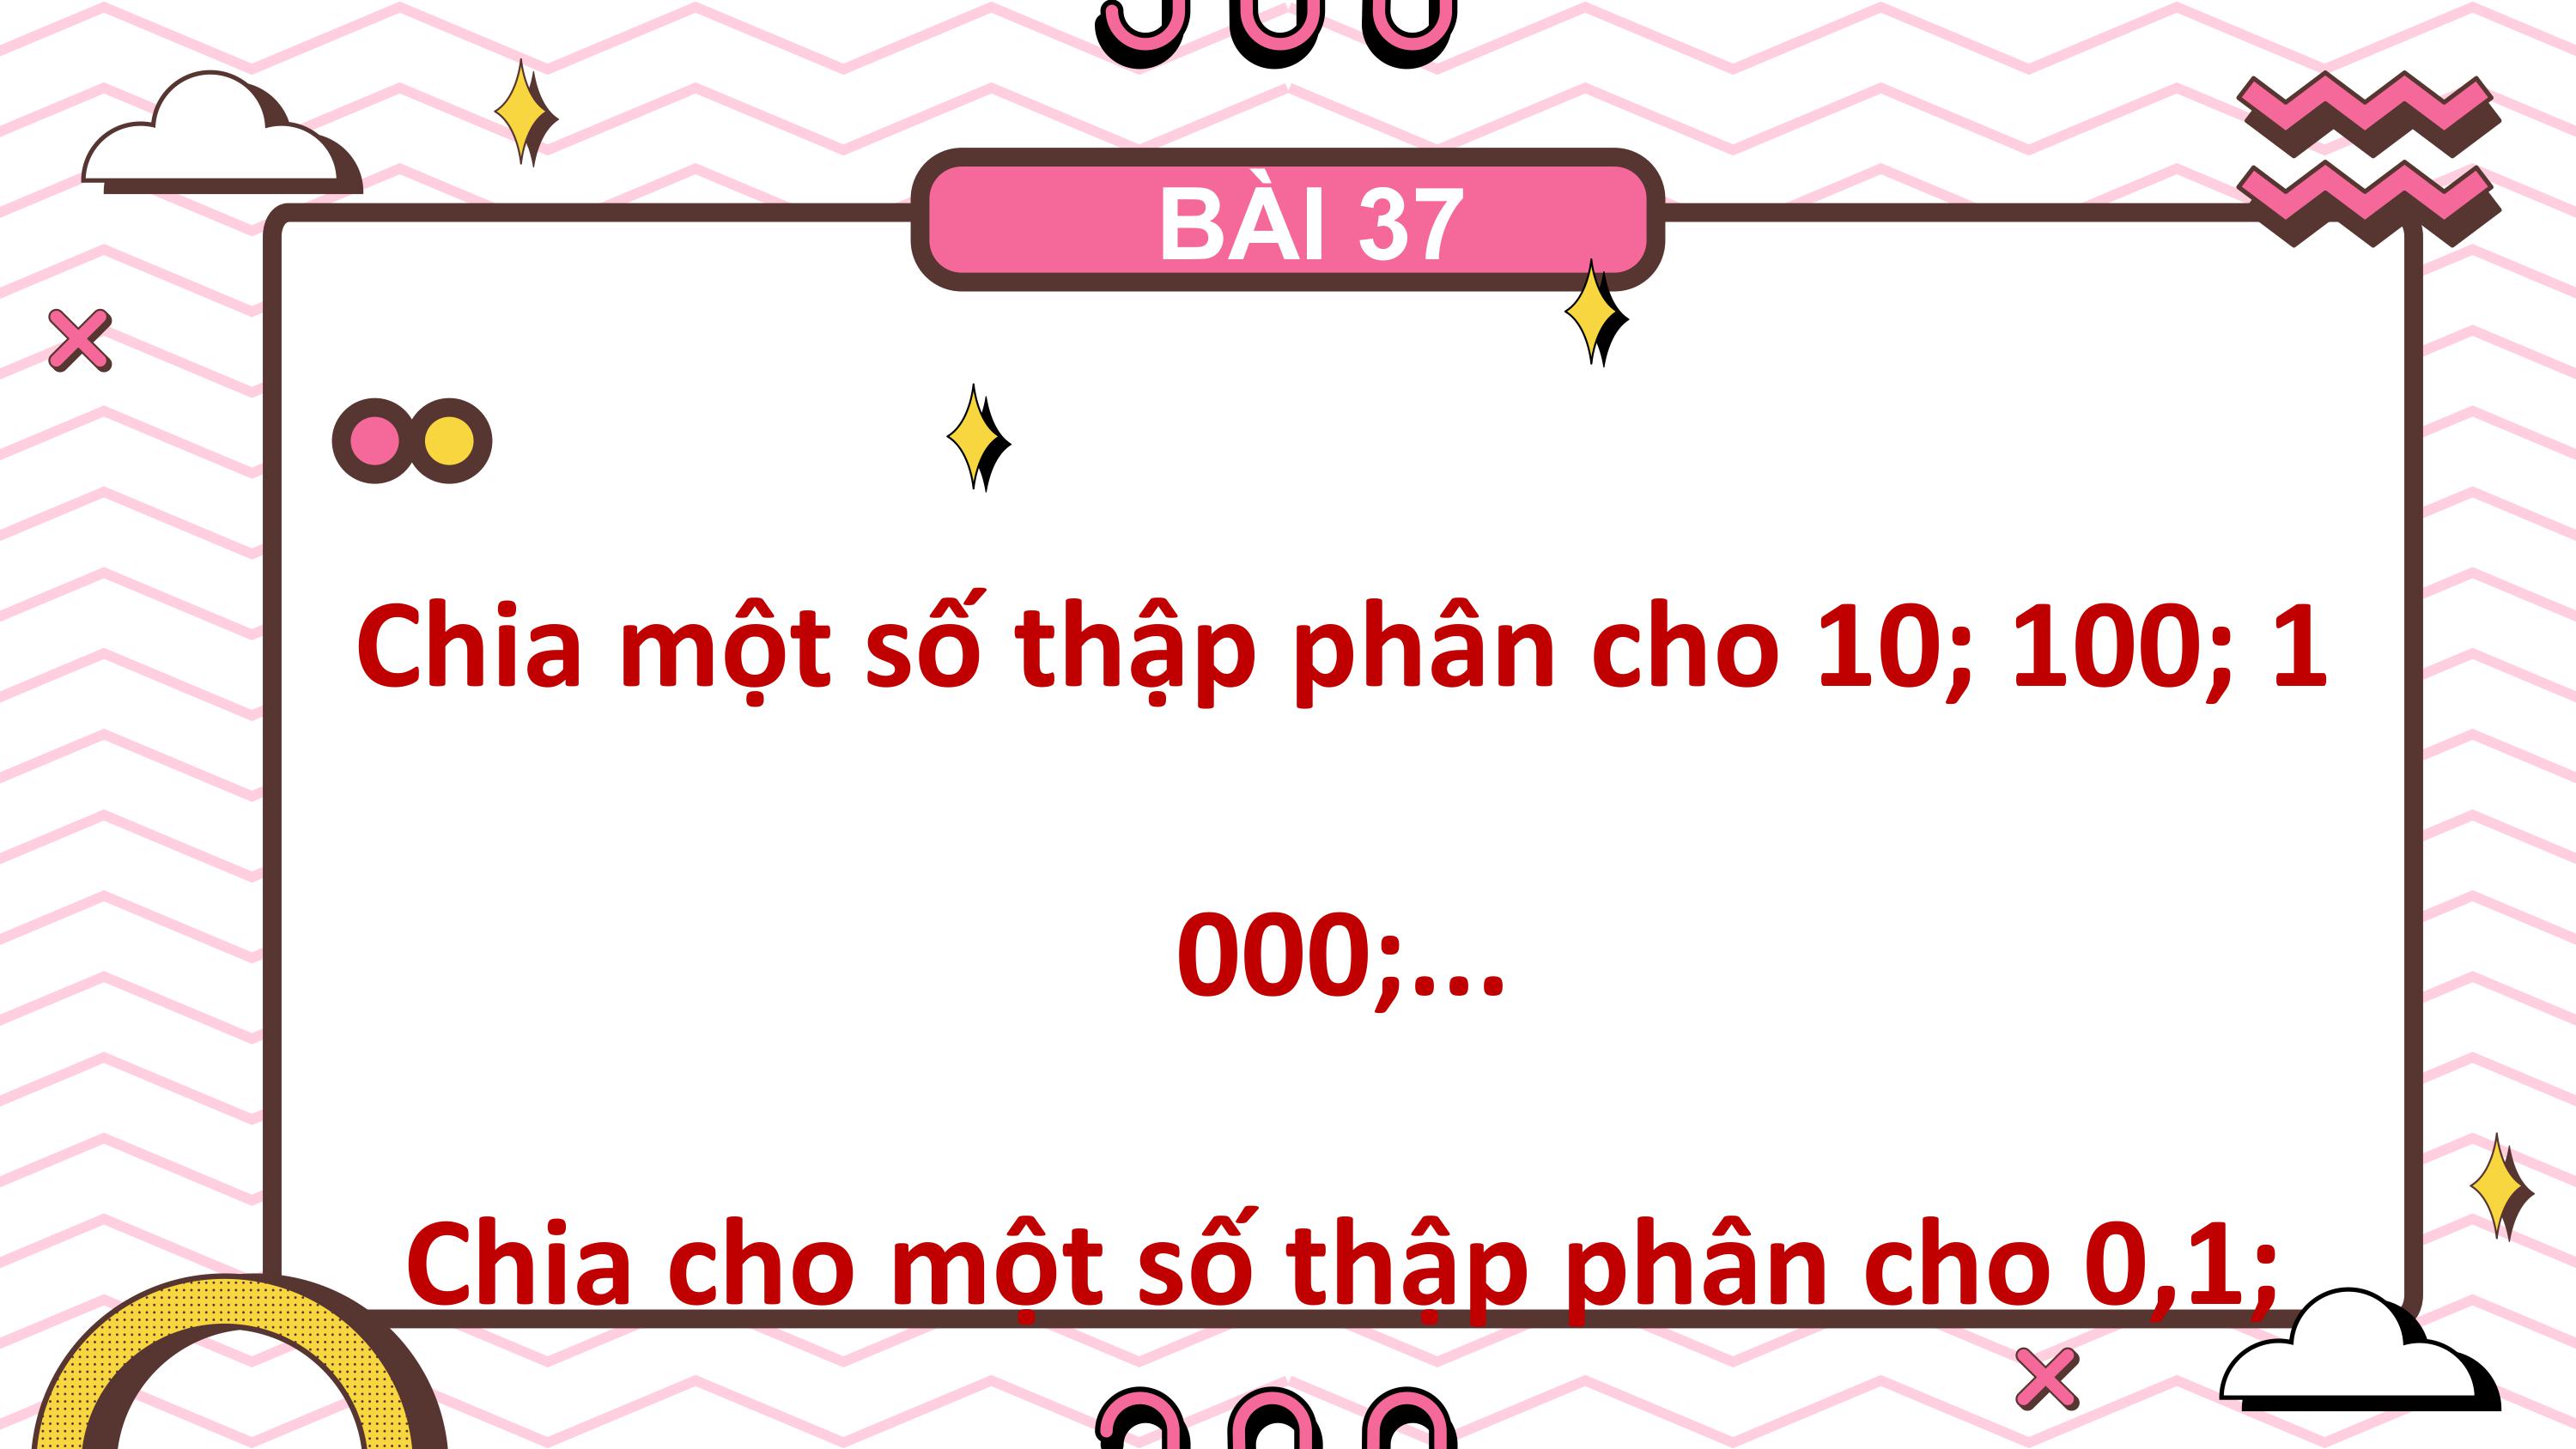 BÀI 37
Chia một số thập phân cho 10; 100; 1
000;...
Chia cho một số thập phân cho 0,1;